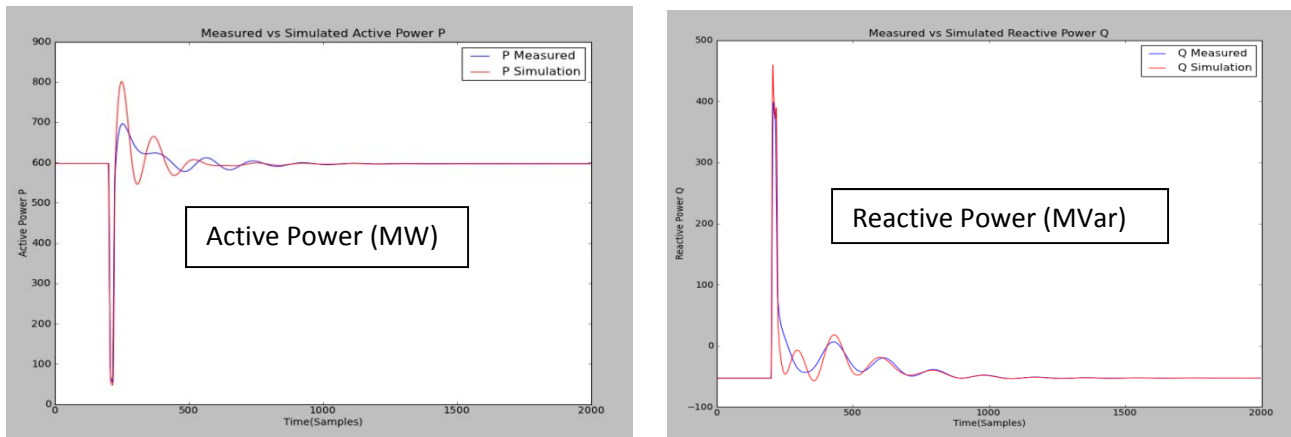 Measured vs Simulated Active Power P
P Measured
P Simulation
900
800
700
600
500
400
300
200
100
0
Active Power P
Active Power (MW)
0
500
1000
1500
2000
Time(Samples)
Measured vs Simulated Reactive Power Q
Q Measured
Q Simulation
500
400
300
200
100
0
−100
Reactive Power Q
Reactive Power (MVar)
0
500
1000
1500
2000
Time(Samples)